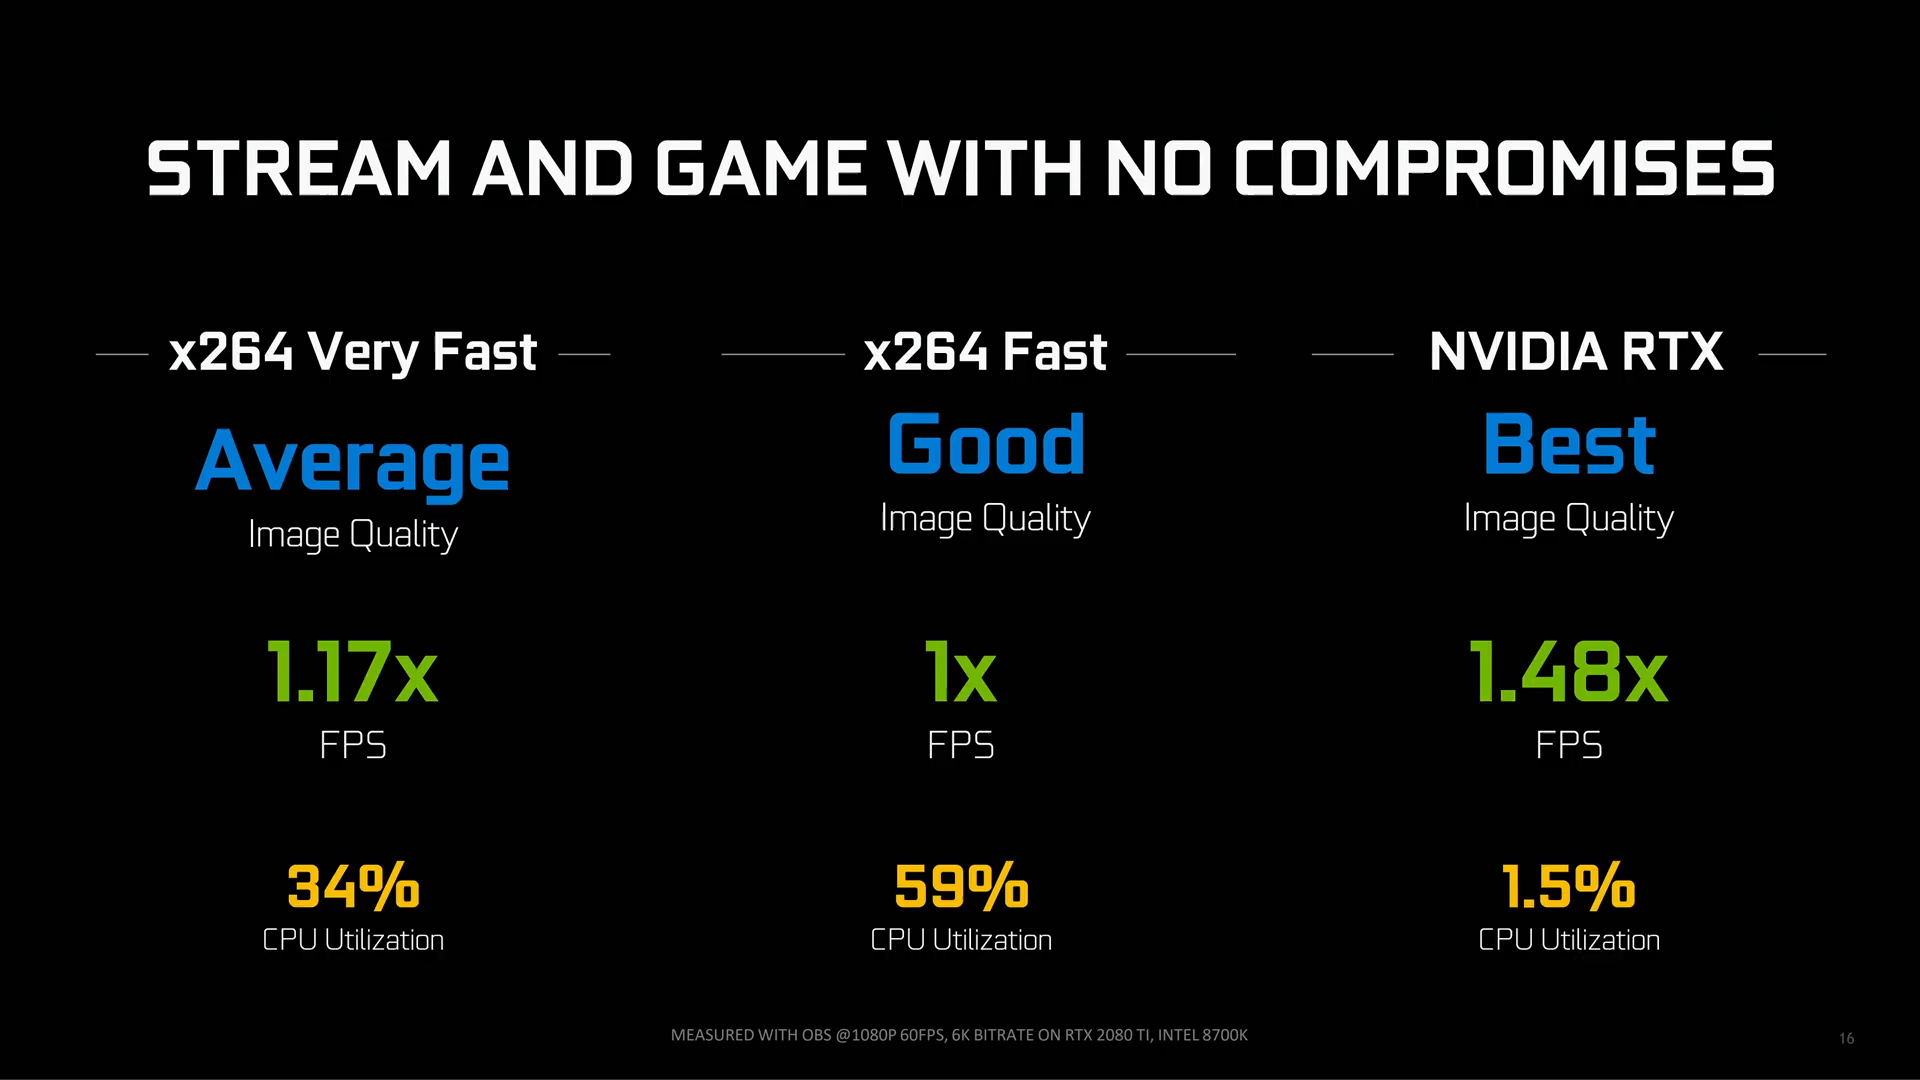 STREAM AND GAME WITH NO COMPROMISES
x264 Very Fast
Average
Image Quality
1.17x
FPS
34%
CPU Utilization
x264 Fast
Good
Image Quality
1x
FPS
59%
CPU Utilization
NVIDIA RTX
Best
Image Quality
1.48x
FPS
1.5%
CPU Utilization
MEASURED WITH OBS @1080P 60FPS, 6K BITRATE ON RTX 2080 TI, INTEL 8700K
16